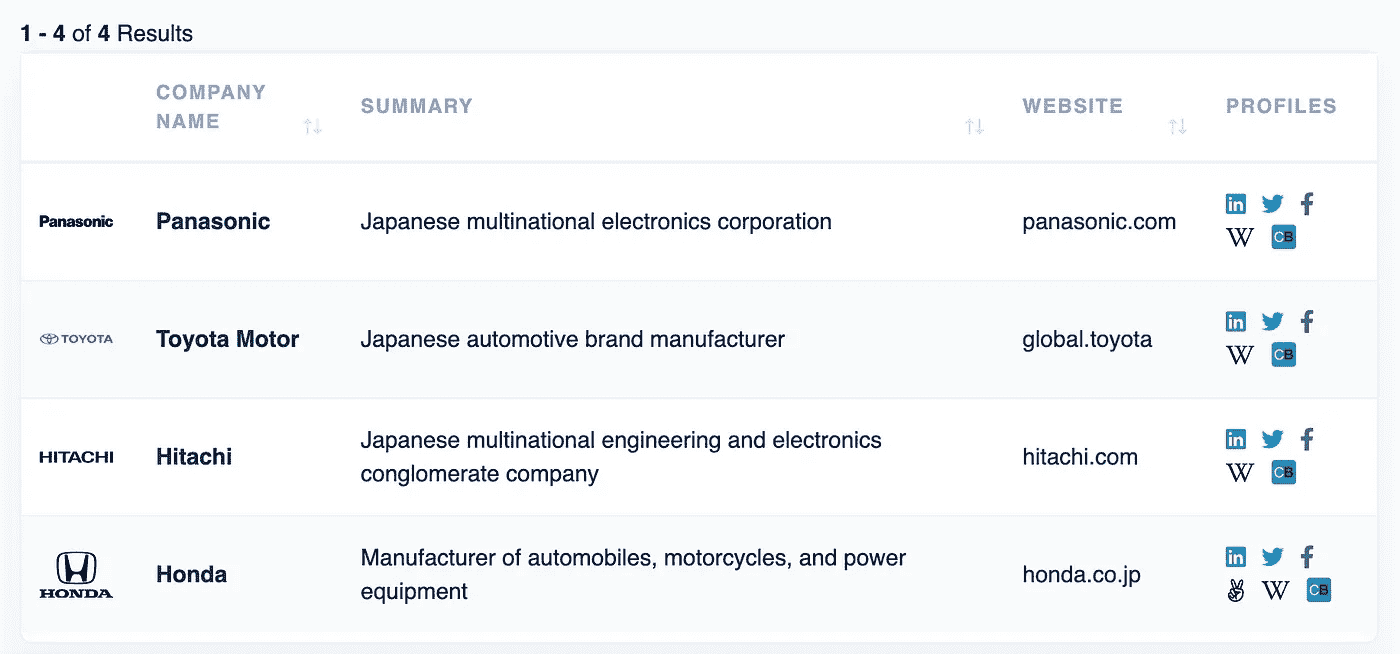 1 - 4 of 4 Results
COMPANY NAME SUMMARY WEBSITE PROFILES
Panasonic Panasonic Japanese multinational electronics corporation panasonic.com in f
W CB
TOYOTA Toyota Motor Japanese automotive brand manufacturer global.toyota in f
W CB
HITACHI Hitachi Japanese multinational engineering and electronics conglomerate company hitachi.com in f
W CB
HONDA Honda Manufacturer of automobiles, motorcycles, and power equipment honda.co.jp in f
W CB